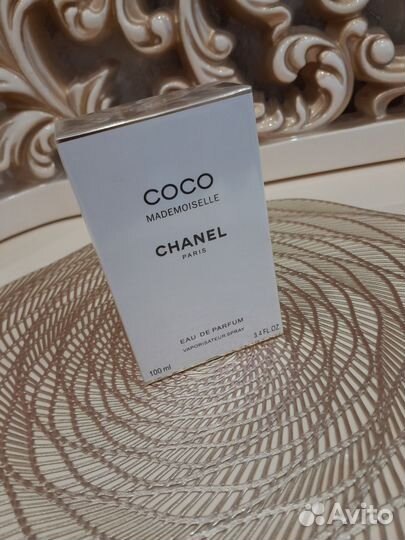 COCO
MADEMOISELLE
CHANEL
PARIS
EAU DE PARFUM
VAPORISATEUR SPRAY
100 ml 3.4 FL.OZ.
Avito